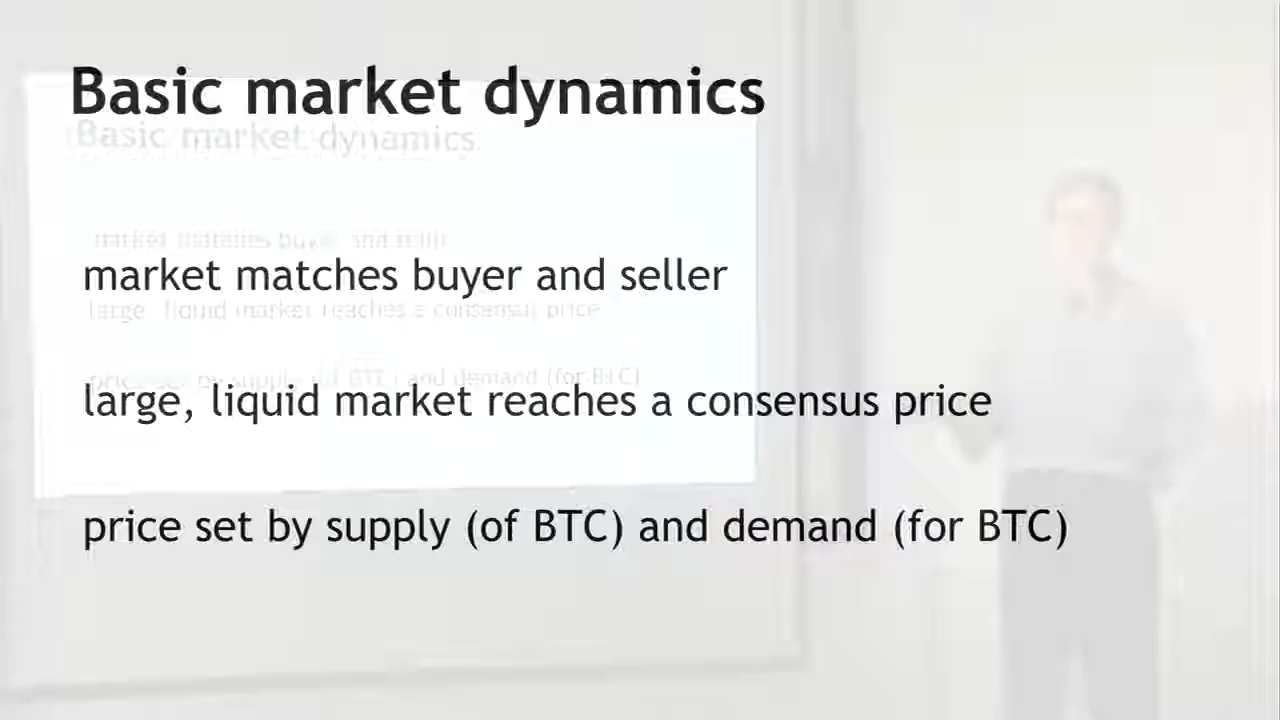 Basic market dynamics
market matches buyer and seller
large, liquid market reaches a consensus price
price set by supply (of BTC) and demand (for BTC)